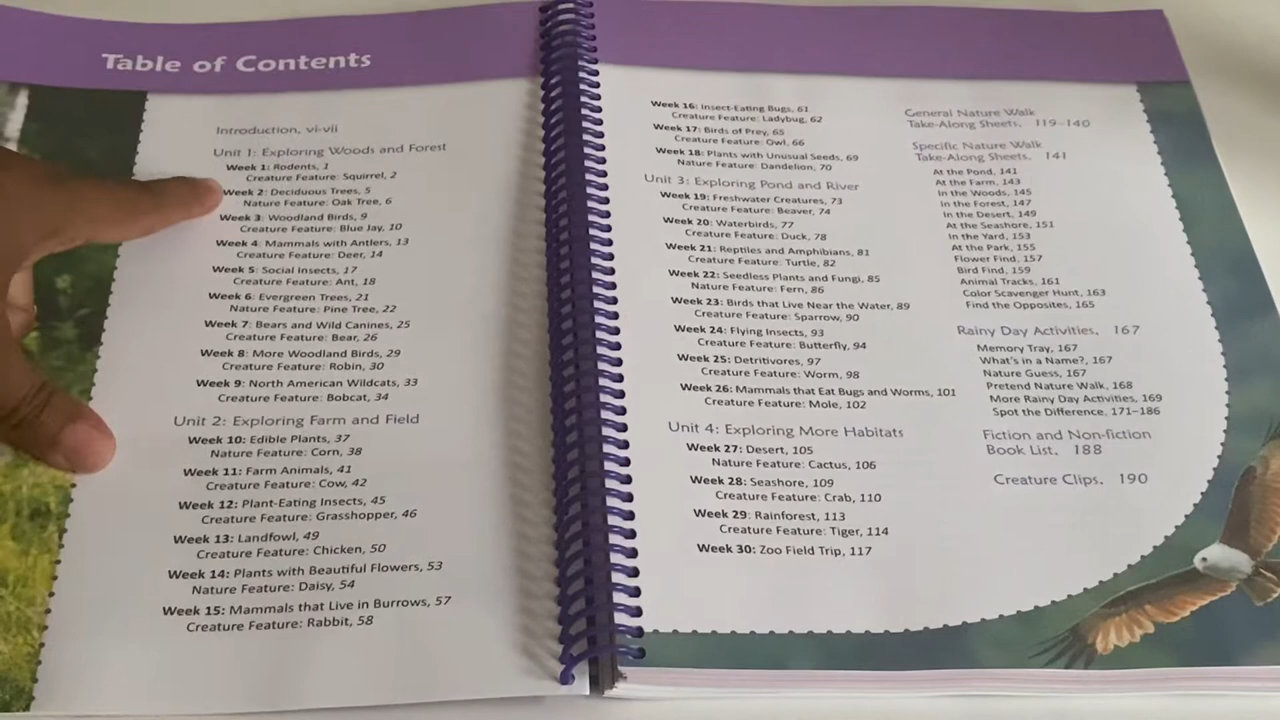 Table of Contents
Introduction, vi-vii
Unit 1: Exploring Woods and Forest
Week 1: Rodents, 1
Creature Feature: Squirrel, 2
Week 2: Deciduous Trees, 5
Nature Feature: Oak Tree, 6
Week 3: Woodland Birds, 9
Creature Feature: Blue Jay, 10
Week 4: Mammals with Antlers, 13
Creature Feature: Deer, 14
Week 5: Social Insects, 17
Creature Feature: Ant, 18
Week 6: Evergreen Trees, 21
Nature Feature: Pine Tree, 22
Week 7: Bears and Wild Canines, 25
Creature Feature: Bear, 26
Week 8: More Woodland Birds, 29
Creature Feature: Robin, 30
Week 9: North American Wildcats, 33
Creature Feature: Bobcat, 34
Unit 2: Exploring Farm and Field
Week 10: Edible Plants, 37
Nature Feature: Corn, 38
Week 11: Farm Animals, 41
Creature Feature: Cow, 42
Week 12: Plant-Eating Insects, 45
Creature Feature: Grasshopper, 46
Week 13: Landfowl, 49
Creature Feature: Chicken, 50
Week 14: Plants with Beautiful Flowers, 53
Nature Feature: Daisy, 54
Week 15: Mammals that Live in Burrows, 57
Creature Feature: Rabbit, 58
Week 16: Insect-Eating Bugs, 61
Creature Feature: Ladybug, 62
Week 17: Birds of Prey, 65
Creature Feature: Owl, 66
Week 18: Plants with Unusual Seeds, 69
Nature Feature: Dandelion, 70
Unit 3: Exploring Pond and River
Week 19: Freshwater Creatures, 73
Creature Feature: Beaver, 74
Week 20: Waterbirds, 77
Creature Feature: Duck, 78
Week 21: Reptiles and Amphibians, 81
Creature Feature: Turtle, 82
Week 22: Seedless Plants and Fungi, 85
Nature Feature: Fern, 86
Week 23: Birds that Live Near the Water, 89
Creature Feature: Sparrow, 90
Week 24: Flying Insects, 93
Creature Feature: Butterfly, 94
Week 25: Detritivores, 97
Creature Feature: Worm, 98
Week 26: Mammals that Eat Bugs and Worms, 101
Creature Feature: Mole, 102
Unit 4: Exploring More Habitats
Week 27: Desert, 105
Nature Feature: Cactus, 106
Week 28: Seashore, 109
Creature Feature: Crab, 110
Week 29: Rainforest, 113
Creature Feature: Tiger, 114
Week 30: Zoo Field Trip, 117
General Nature Walk
Take-Along Sheets, 119-140
Specific Nature Walk
Take-Along Sheets, 141
At the Pond, 141
At the Farm, 143
In the Woods, 145
In the Forest, 147
In the Desert, 149
At the Seashore, 151
In the Yard, 153
At the Park, 155
Flower Find, 157
Bird Find, 159
Animal Tracks, 161
Color Scavenger Hunt, 163
Find the Opposites, 165
Rainy Day Activities, 167
Memory Tray, 167
What's in a Name?, 167
Nature Guess, 167
Pretend Nature Walk, 168
More Rainy Day Activities, 169
Spot the Difference, 171-186
Fiction and Non-fiction
Book List, 188
Creature Clips, 190